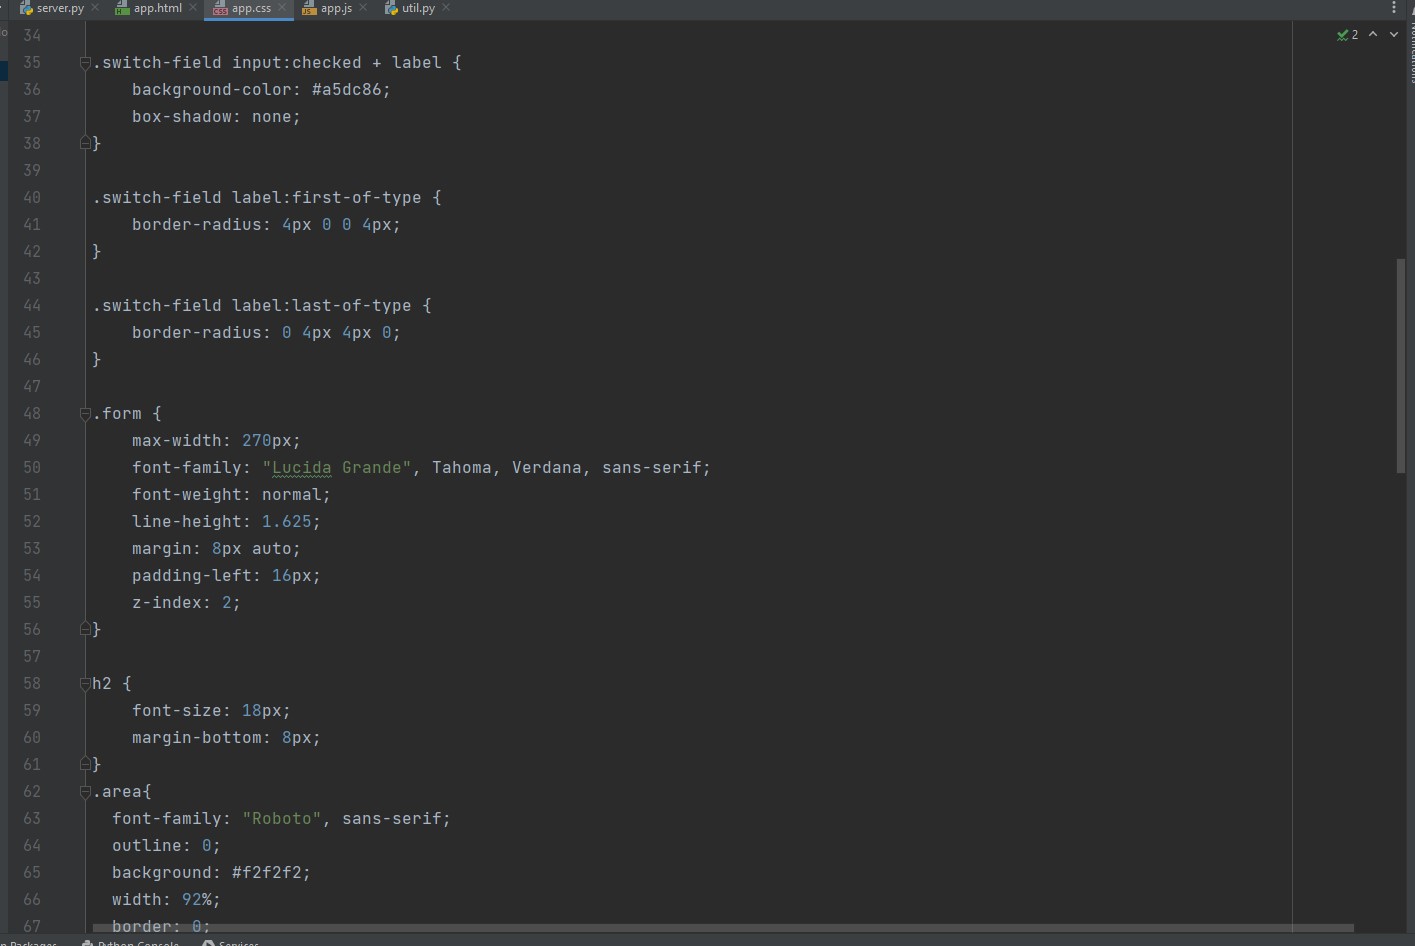 server.py app.html app.css app.js util.py
2
34
35 .switch-field input:checked + label {
36 background-color: #a5dc86;
37 box-shadow: none;
38 }
39
40 .switch-field label:first-of-type {
41 border-radius: 4px 0 0 4px;
42 }
43
44 .switch-field label:last-of-type {
45 border-radius: 0 4px 4px 0;
46 }
47
48 .form {
49 max-width: 270px;
50 font-family: "Lucida Grande", Tahoma, Verdana, sans-serif;
51 font-weight: normal;
52 line-height: 1.625;
53 margin: 8px auto;
54 padding-left: 16px;
55 z-index: 2;
56 }
57
58 h2 {
59 font-size: 18px;
60 margin-bottom: 8px;
61 }
62 .area{
63 font-family: "Roboto", sans-serif;
64 outline: 0;
65 background: #f2f2f2;
66 width: 92%;
67 border: 0;
Packages Python Console Services
Notifications